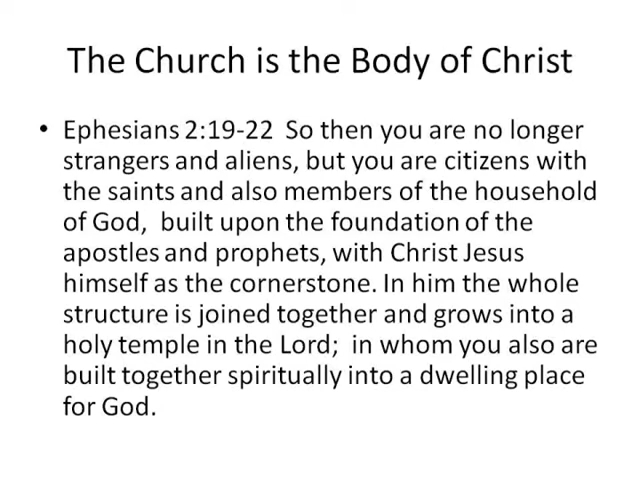 The Church is the Body of Christ
• Ephesians 2:19-22  So then you are no longer
strangers and aliens, but you are citizens with
the saints and also members of the household
of God,  built upon the foundation of the
apostles and prophets, with Christ Jesus
himself as the cornerstone. In him the whole
structure is joined together and grows into a
holy temple in the Lord;  in whom you also are
built together spiritually into a dwelling place
for God.